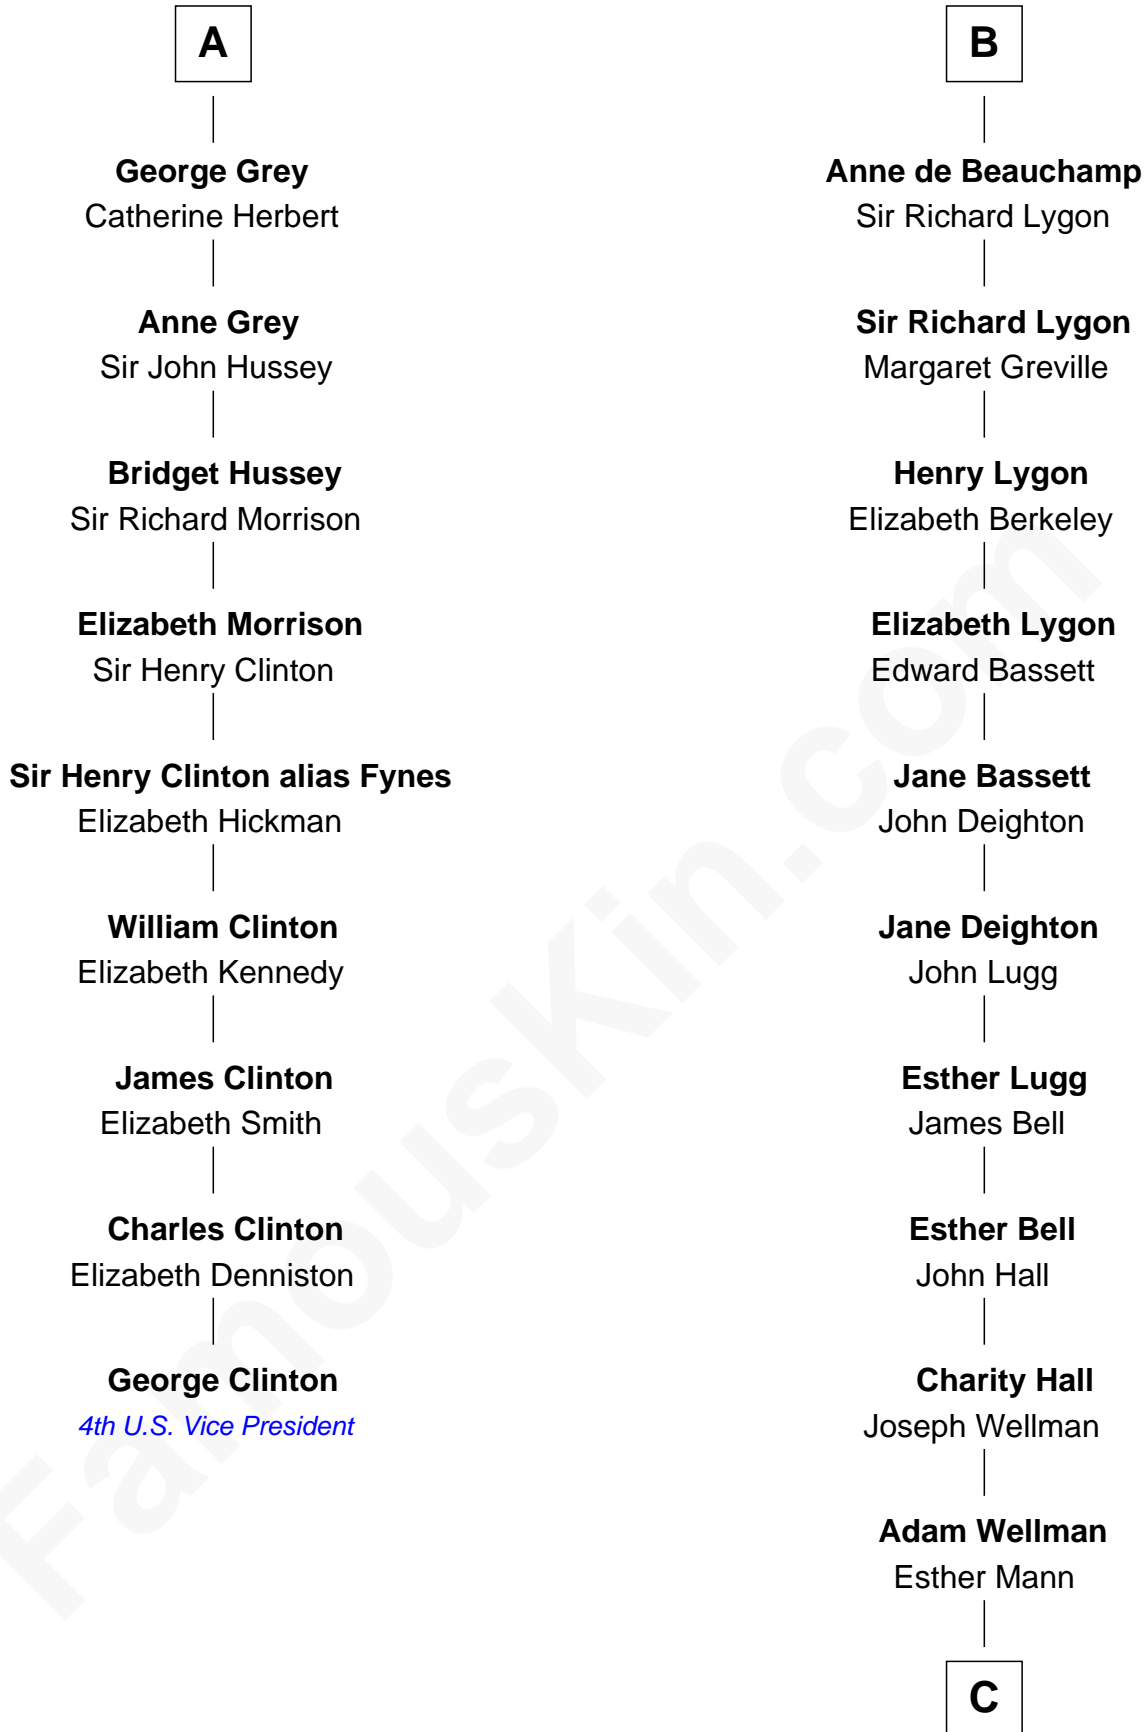 A
George Grey
Catherine Herbert
Anne Grey
Sir John Hussey
Bridget Hussey
Sir Richard Morrison
Elizabeth Morrison
Sir Henry Clinton
Sir Henry Clinton alias Fynes
Elizabeth Hickman
William Clinton
Elizabeth Kennedy
James Clinton
Elizabeth Smith
Charles Clinton
Elizabeth Denniston
George Clinton
4th U.S. Vice President
B
Anne de Beauchamp
Sir Richard Lygon
Sir Richard Lygon
Margaret Greville
Henry Lygon
Elizabeth Berkeley
Elizabeth Lygon
Edward Bassett
Jane Bassett
John Deighton
Jane Deighton
John Lugg
Esther Lugg
James Bell
Esther Bell
John Hall
Charity Hall
Joseph Wellman
Adam Wellman
Esther Mann
C
FamousKin.com